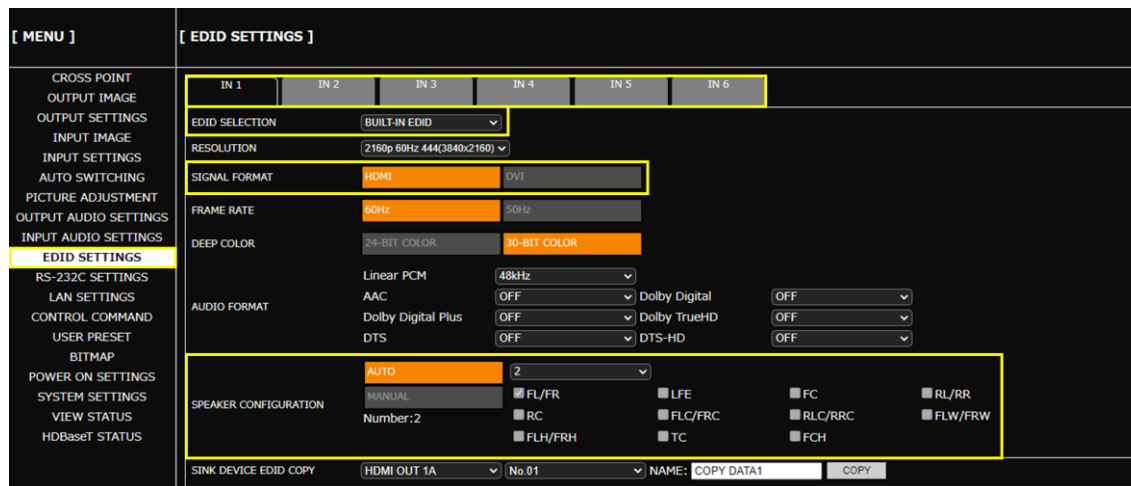 [ MENU ]
[ EDID SETTINGS ]
CROSS POINT
OUTPUT IMAGE
OUTPUT SETTINGS
INPUT IMAGE
INPUT SETTINGS
AUTO SWITCHING
PICTURE ADJUSTMENT
OUTPUT AUDIO SETTINGS
INPUT AUDIO SETTINGS
EDID SETTINGS
RS-232C SETTINGS
LAN SETTINGS
CONTROL COMMAND
USER PRESET
BITMAP
POWER ON SETTINGS
SYSTEM SETTINGS
VIEW STATUS
HDBaseT STATUS
IN 1 IN 2 IN 3 IN 4 IN 5 IN 6
EDID SELECTION BUILT-IN EDID
RESOLUTION 2160p 60Hz 444(3840x2160)
SIGNAL FORMAT HDMI DVI
FRAME RATE 60Hz 50Hz
DEEP COLOR 24-BIT COLOR 30-BIT COLOR
AUDIO FORMAT
Linear PCM 48kHz
AAC OFF Dolby Digital OFF
Dolby Digital Plus OFF Dolby TrueHD OFF
DTS OFF DTS-HD OFF
SPEAKER CONFIGURATION
AUTO 2
MANUAL FL/FR LFE FC RL/RR
Number:2 RC FLC/FRC RLC/RRC FLW/FRW
FLH/FRH TC FCH
SINK DEVICE EDID COPY HDMI OUT 1A No.01 NAME: COPY DATA1 COPY